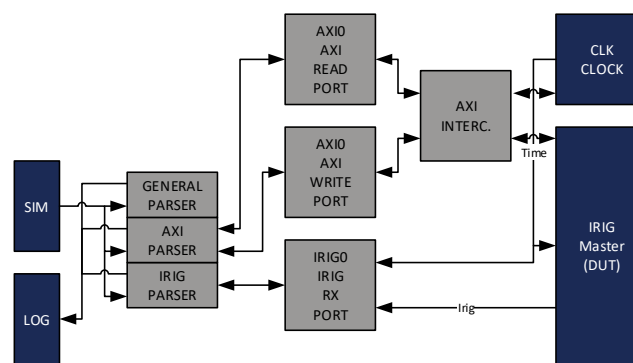 AXI0
AXI
READ
PORT
CLK
CLOCK
AXI
INTERC.
AXI0
AXI
WRITE
PORT
Time
SIM
GENERAL
PARSER
AXI
PARSER
IRIG
PARSER
IRIG0
IRIG
RX
PORT
IRIG
Master
(DUT)
Irig
LOG